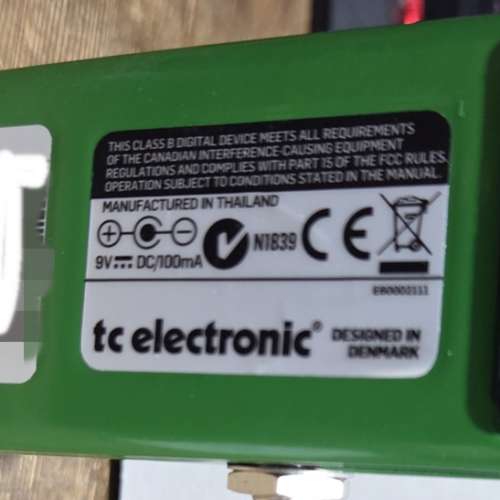 THIS CLASS B DIGITAL DEVICE MEETS ALL REQUIREMENTS
OF THE CANADIAN INTERFERENCE-CAUSING EQUIPMENT
REGULATIONS AND COMPLIES WITH PART 15 OF THE FCC RULES.
OPERATION SUBJECT TO CONDITIONS STATED IN THE MANUAL.
MANUFACTURED IN THAILAND
9V⎓ DC/100mA
N1839
CE
EB0002111
tc electronic®
DESIGNED IN
DENMARK